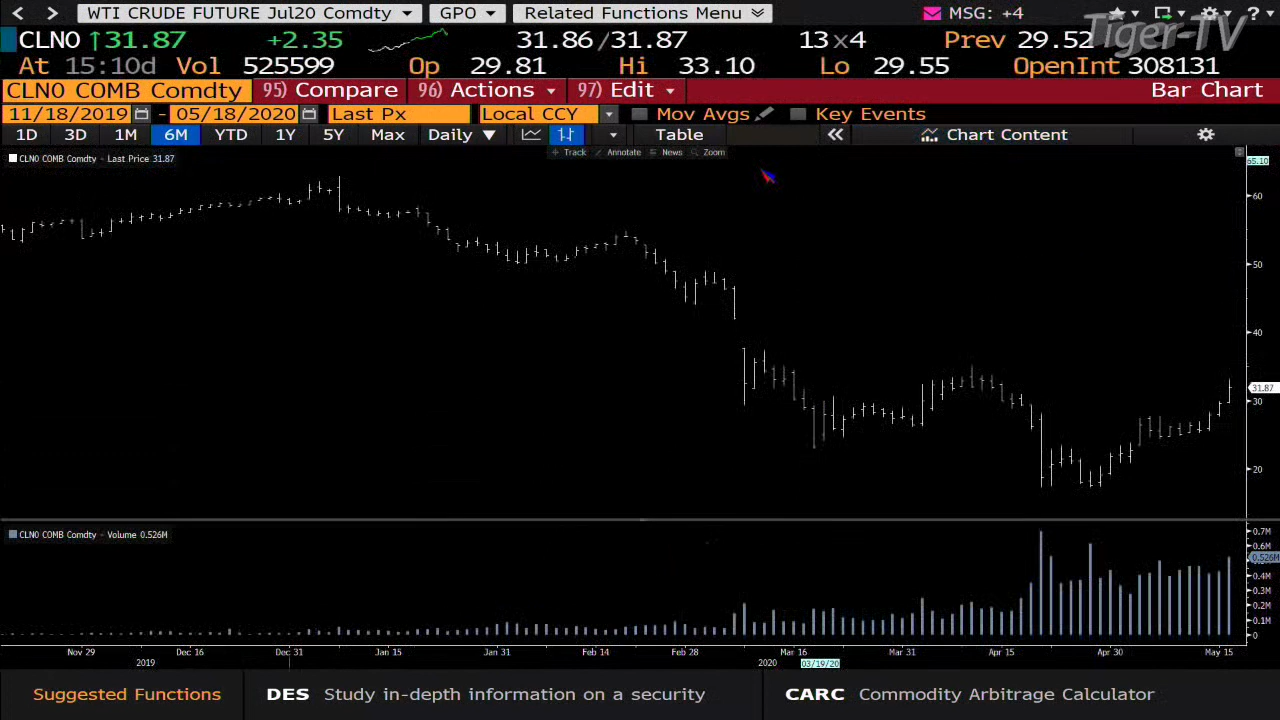 WTI CRUDE FUTURE Jul20 Comdty GPO Related Functions Menu MSG: +4
Tiger-TV
CLN0 ↑31.87 +2.35 31.86/31.87 13x4 Prev 29.52
At 15:10d Vol 525599 Op 29.81 Hi 33.10 Lo 29.55 OpenInt 308131
CLN0 COMB Comdty 95) Compare 96) Actions 97) Edit Bar Chart
11/18/2019 - 05/18/2020 Last Px Local CCY Mov Avgs Key Events
1D 3D 1M 6M YTD 1Y 5Y Max Daily ▼ Table « Chart Content
Track Annotate News Zoom
CLN0 COMB Comdty - Last Price 31.87
65.10
60
50
40
31.87
30
20
CLN0 COMB Comdty - Volume 0.526M
0.7M
0.6M
0.526M
0.4M
0.3M
0.2M
0.1M
0
Nov 29 Dec 16 Dec 31 Jan 15 Jan 31 Feb 14 Feb 28 Mar 16 Mar 31 Apr 15 Apr 30 May 15
2019 2020 03/19/20
Suggested Functions DES Study in-depth information on a security CARC Commodity Arbitrage Calculator